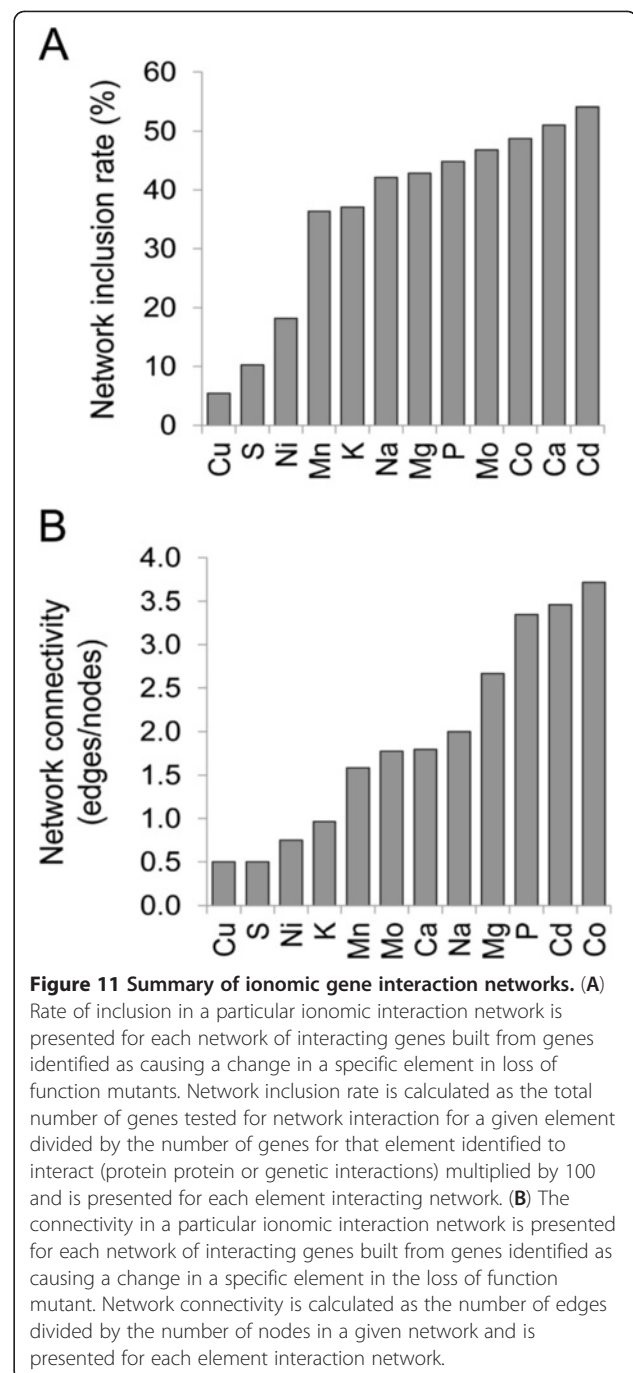 A
Network inclusion rate (%)
60
50
40
30
20
10
0
Cu S Ni Mn K Na Mg P Mo Co Ca Cd
B
Network connectivity
(edges/nodes)
4.0
3.5
3.0
2.5
2.0
1.5
1.0
0.5
0.0
Cu S Ni K Mn Mo Ca Na Mg P Cd Co
Figure 11 Summary of ionomic gene interaction networks. (A)
Rate of inclusion in a particular ionomic interaction network is
presented for each network of interacting genes built from genes
identified as causing a change in a specific element in loss of
function mutants. Network inclusion rate is calculated as the total
number of genes tested for network interaction for a given element
divided by the number of genes for that element identified to
interact (protein protein or genetic interactions) multiplied by 100
and is presented for each element interacting network. (B) The
connectivity in a particular ionomic interaction network is presented
for each network of interacting genes built from genes identified as
causing a change in a specific element in the loss of function
mutant. Network connectivity is calculated as the number of edges
divided by the number of nodes in a given network and is
presented for each element interaction network.